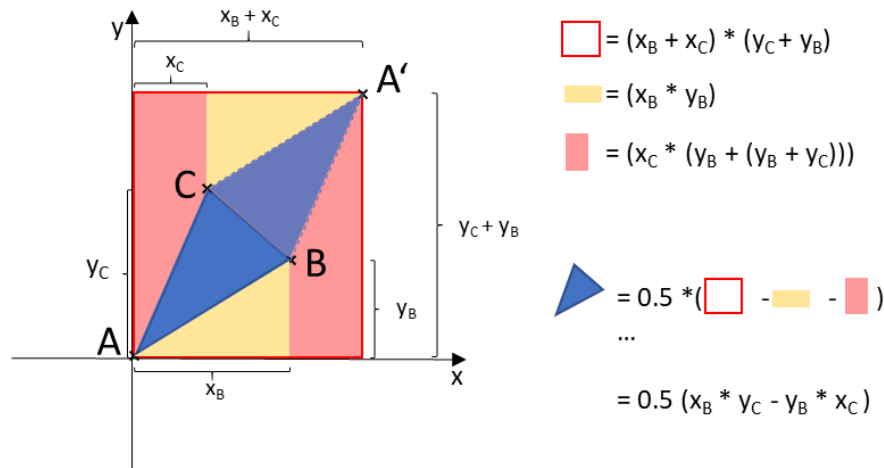 x_B + x_C
y
x_C
A‘
C
y_C + y_B
y_C
B
y_B
A
x
x_B
= (x_B + x_C) * (y_C + y_B)
= (x_B * y_B)
= (x_C * (y_B + (y_B + y_C)))
= 0.5 *( - - )
...
= 0.5 (x_B * y_C - y_B * x_C)